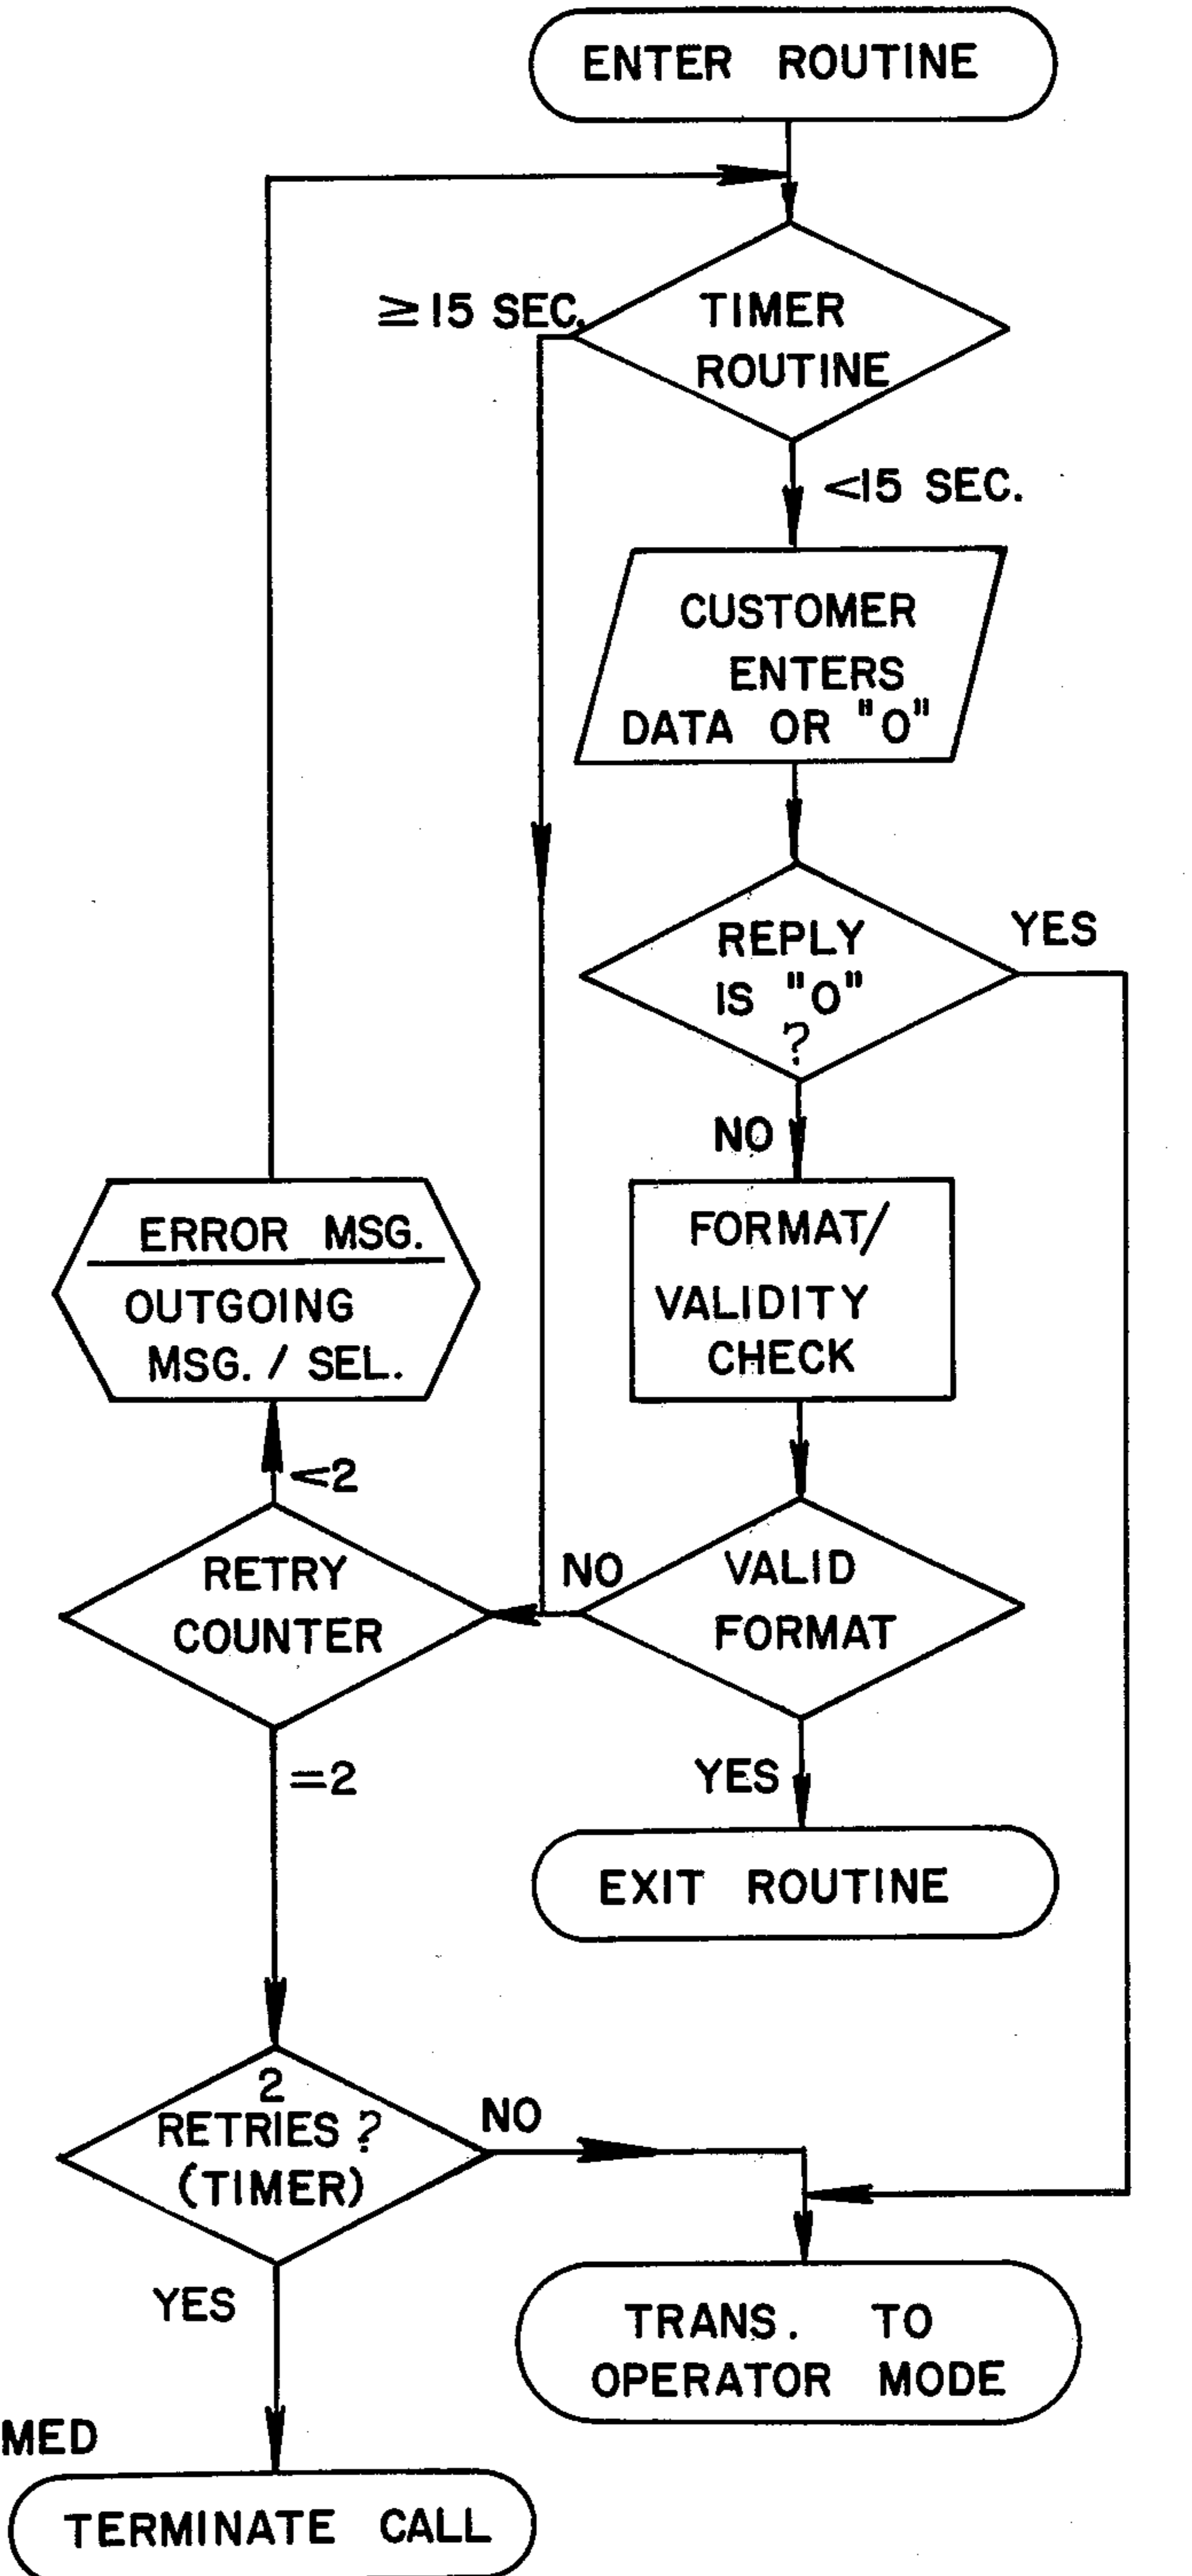 ENTER ROUTINE
≥15 SEC.
TIMER
ROUTINE
<15 SEC.
CUSTOMER
ENTERS
DATA OR "O"
REPLY
IS "O"
?
YES
NO
FORMAT/
VALIDITY
CHECK
ERROR MSG.
OUTGOING
MSG. / SEL.
<2
RETRY
COUNTER
NO
VALID
FORMAT
=2
YES
EXIT ROUTINE
2
RETRIES ?
(TIMER)
NO
YES
TRANS. TO
OPERATOR MODE
MED
TERMINATE CALL